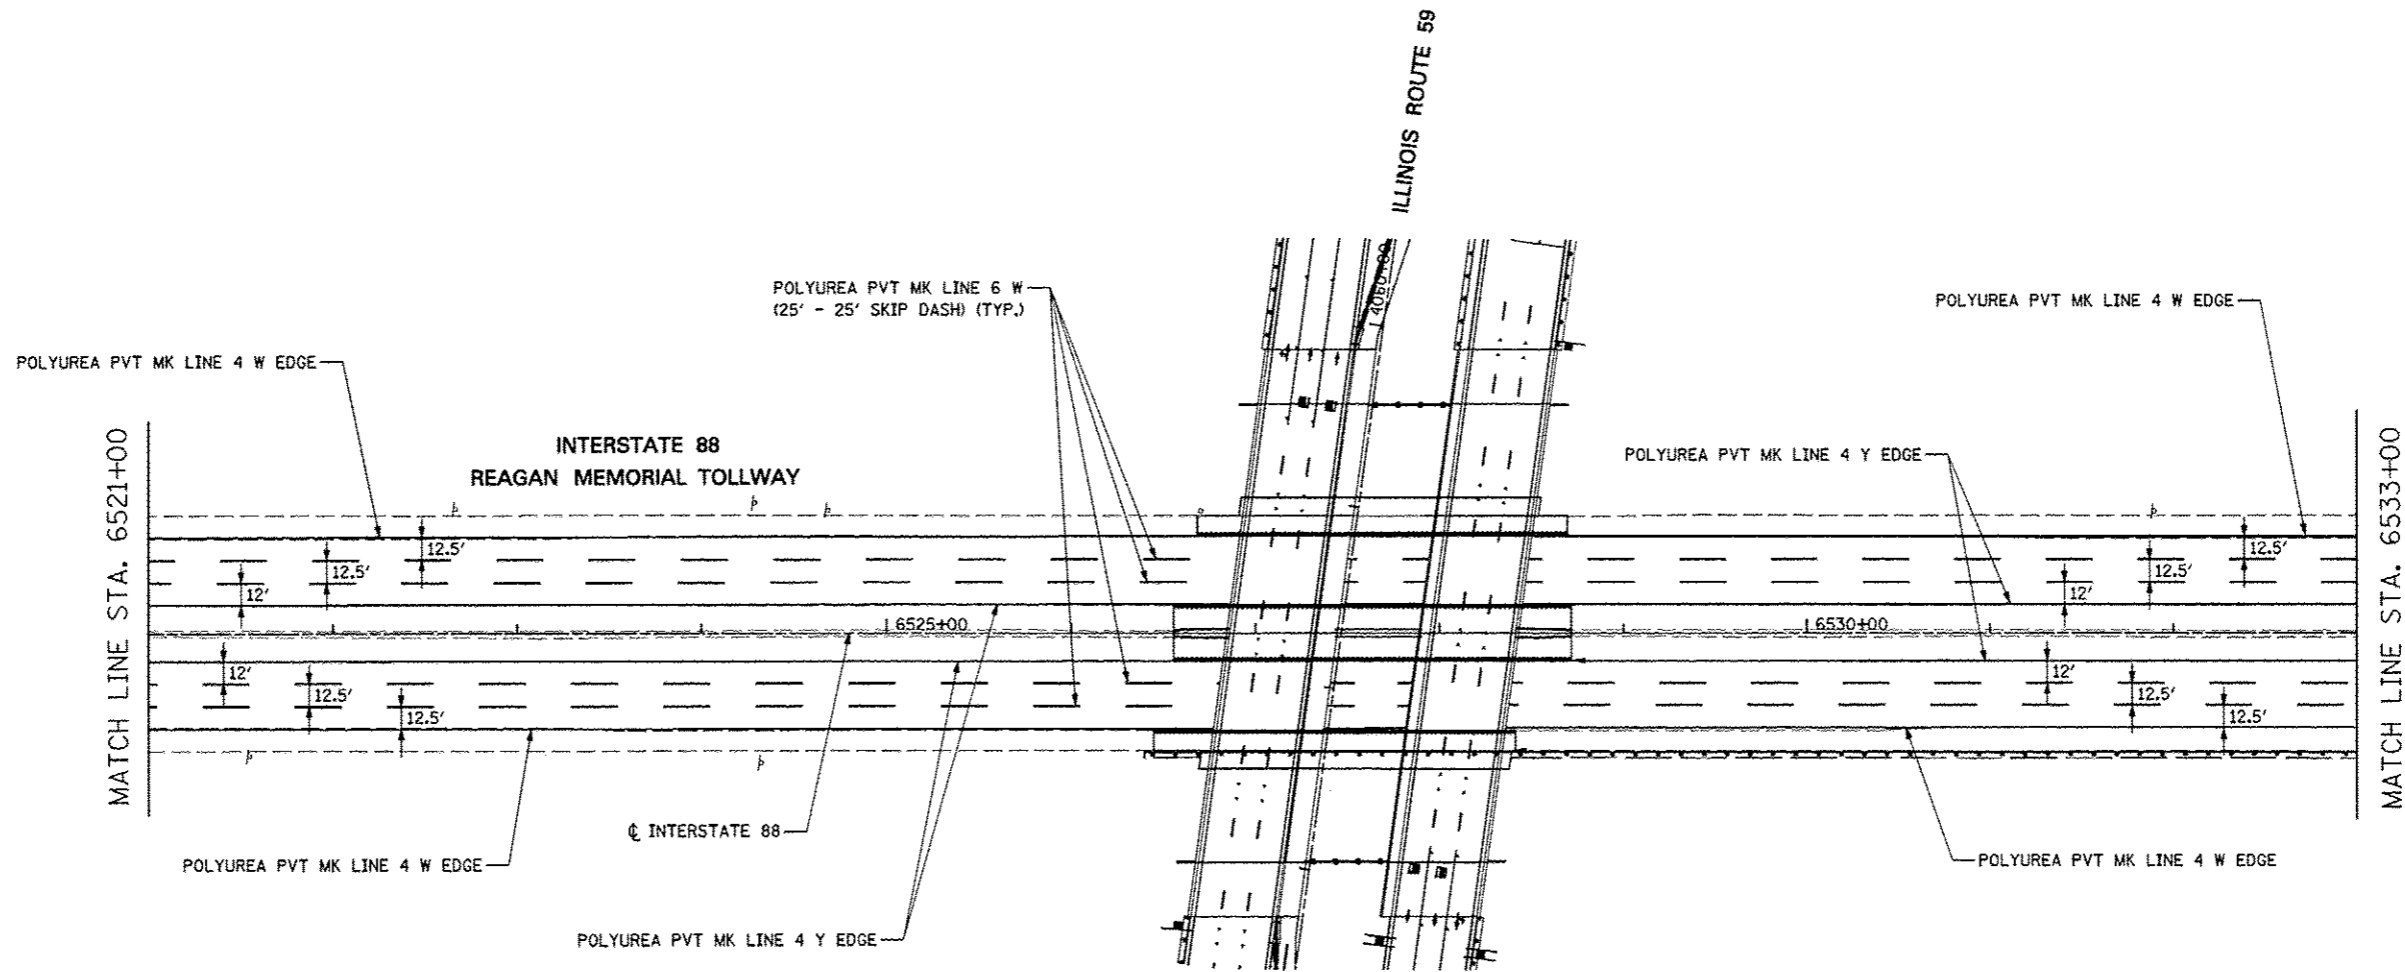 ILLINOIS ROUTE 59
4060+00
POLYUREA PVT MK LINE 6 W
(25' - 25' SKIP DASH) (TYP.)
POLYUREA PVT MK LINE 4 W EDGE
POLYUREA PVT MK LINE 4 W EDGE
INTERSTATE 88
REAGAN MEMORIAL TOLLWAY
POLYUREA PVT MK LINE 4 Y EDGE
MATCH LINE STA. 6521+00
MATCH LINE STA. 6533+00
12.5'
12.5'
12'
12.5'
12.5'
12'
6525+00
6530+00
12'
12.5'
12.5'
12'
12.5'
12.5'
℄ INTERSTATE 88
POLYUREA PVT MK LINE 4 W EDGE
POLYUREA PVT MK LINE 4 W EDGE
POLYUREA PVT MK LINE 4 Y EDGE